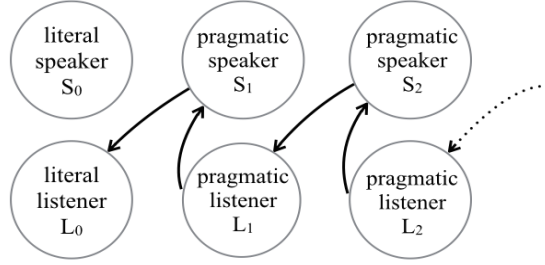 literal
speaker
S₀
pragmatic
speaker
S₁
pragmatic
speaker
S₂
literal
listener
L₀
pragmatic
listener
L₁
pragmatic
listener
L₂